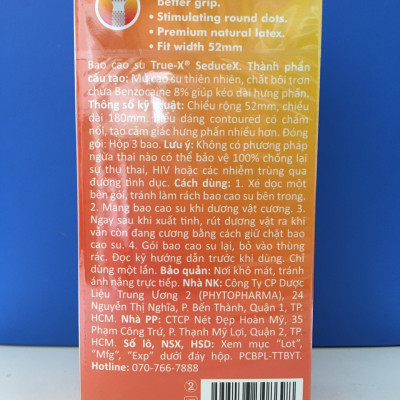 better grip.
• Stimulating round dots.
• Premium natural latex.
• Fit width 52mm
Bao cao su True-X® SeduceX. Thành phần
cấu tạo: Mủ cao su thiên nhiên, chất bôi trơn
chứa Benzocaine 8% giúp kéo dài hưng phấn.
Thông số kỹ thuật: Chiều rộng 52mm, chiều
dài 180mm. Kiểu dáng contoured có chấm
nổi, tạo cảm giác hưng phấn nhiều hơn. Đóng
gói: Hộp 3 bao. Lưu ý: Không có phương pháp
ngừa thai nào có thể bảo vệ 100% chống lại
sự thụ thai, HIV hoặc các nhiễm trùng qua
đường tình dục. Cách dùng: 1. Xé dọc một
bên gói, tránh làm rách bao cao su bên trong.
2. Mang bao cao su khi dương vật cương. 3.
Ngay sau khi xuất tinh, rút dương vật ra khi
vẫn còn đang cương bằng cách giữ chặt bao
cao su. 4. Gói bao cao su lại, bỏ vào thùng
rác. Đọc kỹ hướng dẫn trước khi dùng. Chỉ
dùng một lần. Bảo quản: Nơi khô mát, tránh
ánh nắng trực tiếp. Nhà NK: Công Ty CP Dược
Liệu Trung Ương 2 (PHYTOPHARMA), 24
Nguyễn Thị Nghĩa, P. Bến Thành, Quận 1, TP.
HCM. Nhà PP: CTCP Nét Đẹp Hoàn Mỹ, 35
Phạm Công Trứ, P. Thạnh Mỹ Lợi, Quận 2, TP.
HCM. Số lô, NSX, HSD: Xem mục "Lot",
"Mfg", "Exp" dưới đáy hộp. PCBPL-TTBYT.
Hotline: 070-766-7888